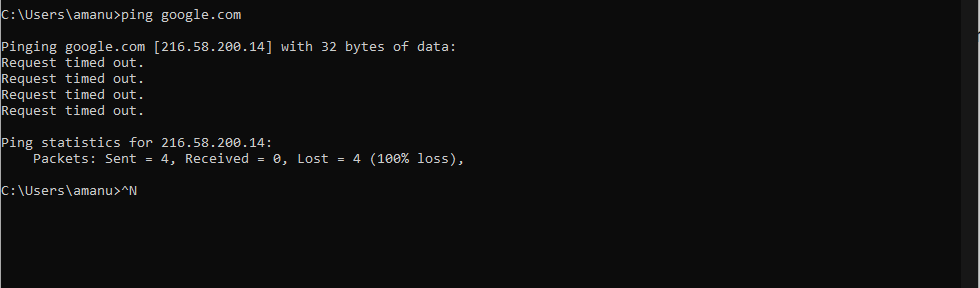 C:\Users\amanu>ping google.com
Pinging google.com [216.58.200.14] with 32 bytes of data:
Request timed out.
Request timed out.
Request timed out.
Request timed out.
Ping statistics for 216.58.200.14:
    Packets: Sent = 4, Received = 0, Lost = 4 (100% loss),
C:\Users\amanu>^N